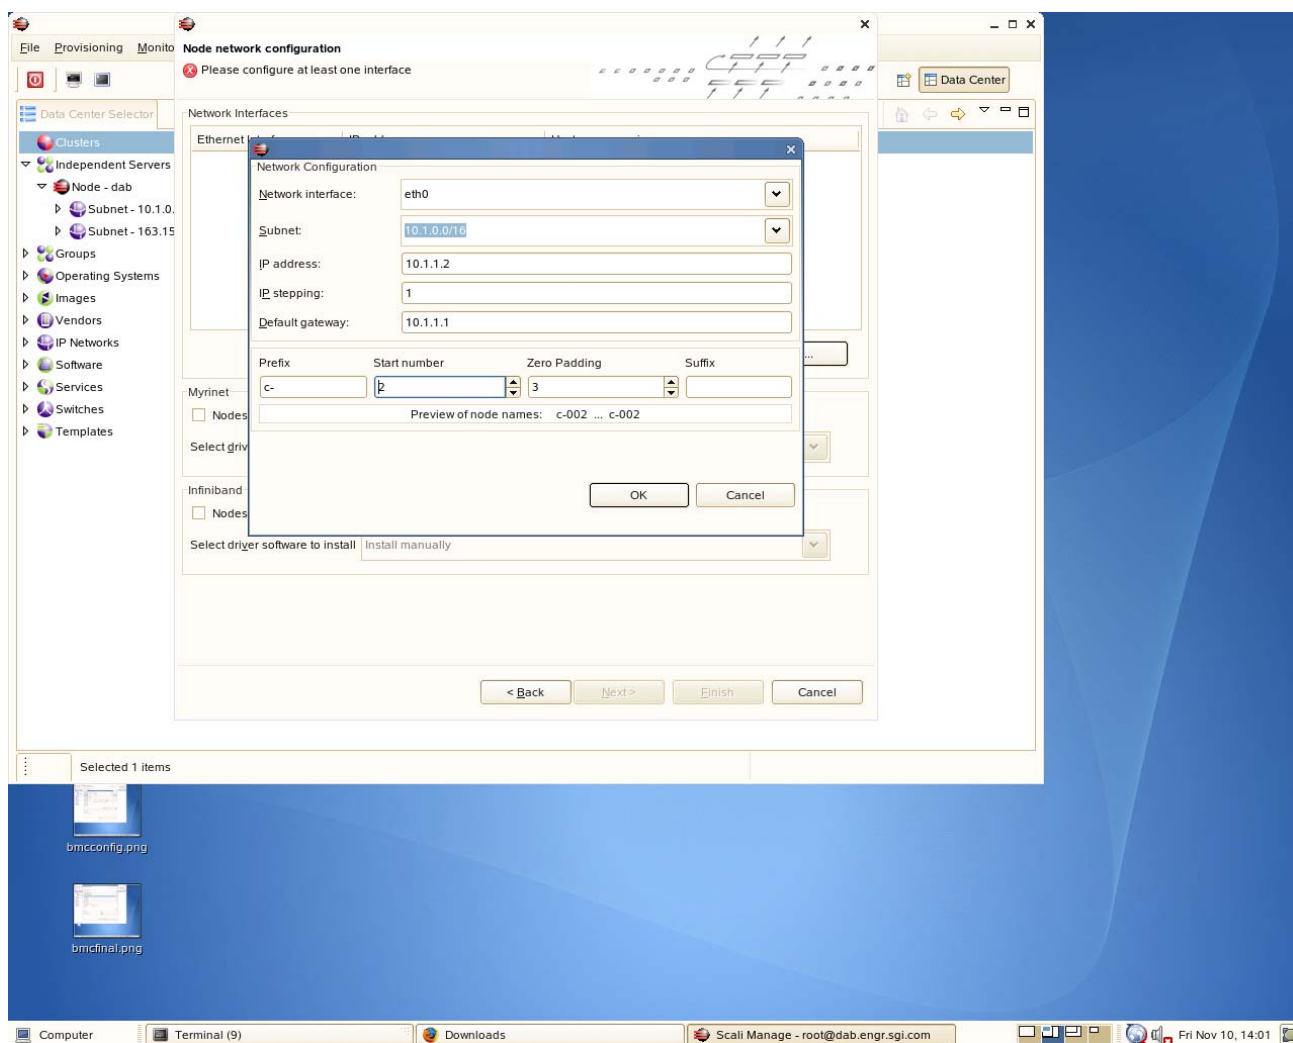 File Provisioning Monito
Node network configuration
Please configure at least one interface
Data Center
Data Center Selector
Network Interfaces
Clusters
Independent Servers
Node - dab
Subnet - 10.1.0.
Subnet - 163.15
Groups
Operating Systems
Images
Vendors
IP Networks
Software
Services
Switches
Templates
Ethernet
Network Configuration
Network interface: eth0
Subnet: 10.1.0.0/16
IP address: 10.1.1.2
IP stepping: 1
Default gateway: 10.1.1.1
...
Prefix Start number Zero Padding Suffix
c- 2 3
Preview of node names: c-002 ... c-002
OK Cancel
Myrinet
Nodes
Select driv
Infiniband
Nodes
Select driver software to install Install manually
< Back Next > Finish Cancel
Selected 1 items
bmcconfig.png
bmcfinal.png
Computer Terminal (9) Downloads Scali Manage - root@dab.engr.sgi.com Fri Nov 10, 14:01